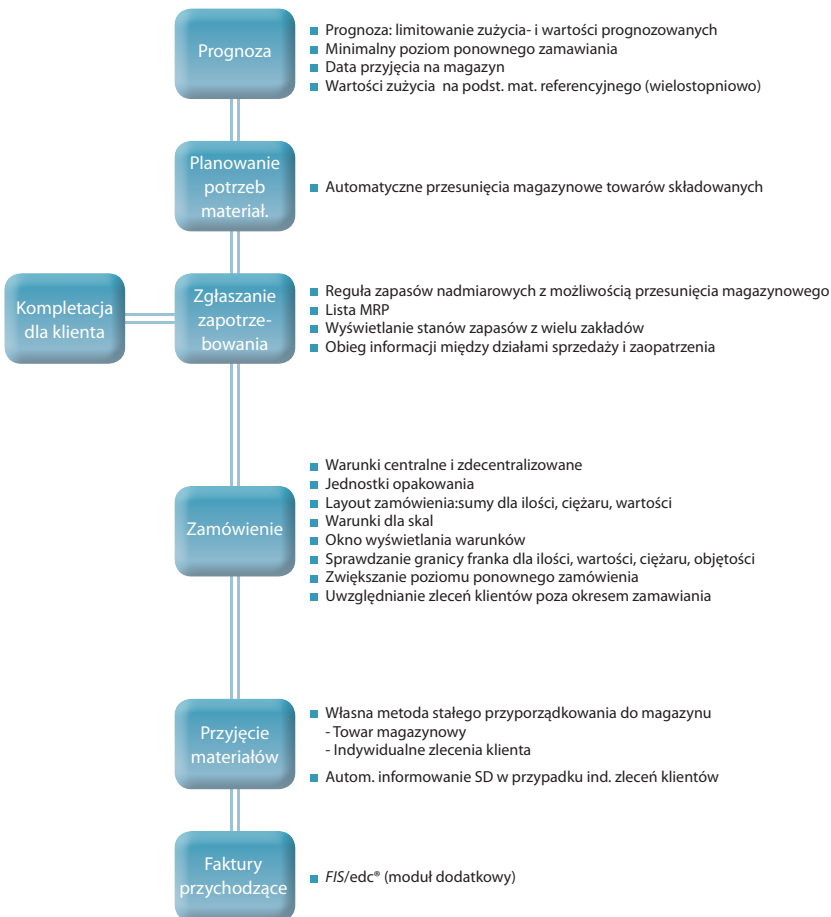 Prognoza
■ Prognoza: limitowanie zużycia- i wartości prognozowanych
■ Minimalny poziom ponownego zamawiania
■ Data przyjęcia na magazyn
■ Wartości zużycia na podst. mat. referencyjnego (wielostopniowo)
Planowanie
potrzeb
materiał.
■ Automatyczne przesunięcia magazynowe towarów składowanych
Kompletacja
dla klienta
Zgłaszanie
zapotrze-
bowania
■ Reguła zapasów nadmiarowych z możliwością przesunięcia magazynowego
■ Lista MRP
■ Wyświetlanie stanów zapasów z wielu zakładów
■ Obieg informacji między działami sprzedaży i zaopatrzenia
Zamówienie
■ Warunki centralne i zdecentralizowane
■ Jednostki opakowania
■ Layout zamówienia:sumy dla ilości, ciężaru, wartości
■ Warunki dla skal
■ Okno wyświetlania warunków
■ Sprawdzanie granicy franka dla ilości, wartości, ciężaru, objętości
■ Zwiększanie poziomu ponownego zamówienia
■ Uwzględnianie zleceń klientów poza okresem zamawiania
Przyjęcie
materiałów
■ Własna metoda stałego przyporządkowania do magazynu
- Towar magazynowy
- Indywidualne zlecenia klienta
■ Autom. informowanie SD w przypadku ind. zleceń klientów
Faktury
przychodzące
■ FIS/edc® (moduł dodatkowy)